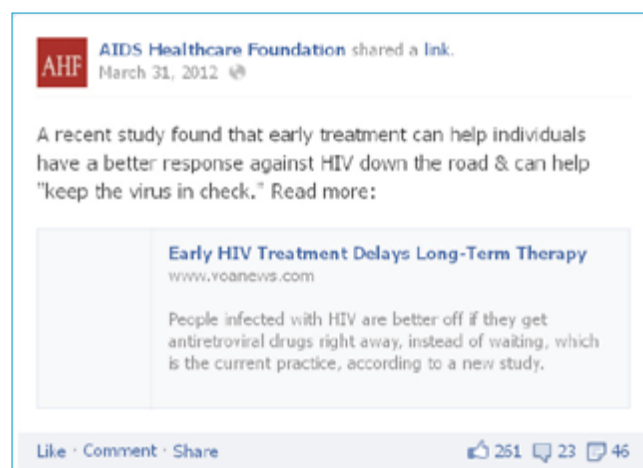 AHF
AIDS Healthcare Foundation shared a link.
March 31, 2012
A recent study found that early treatment can help individuals
have a better response against HIV down the road & can help
"keep the virus in check." Read more:
Early HIV Treatment Delays Long-Term Therapy
www.voanews.com
People infected with HIV are better off if they get
antiretroviral drugs right away, instead of waiting, which
is the current practice, according to a new study.
Like · Comment · Share 261 23 46